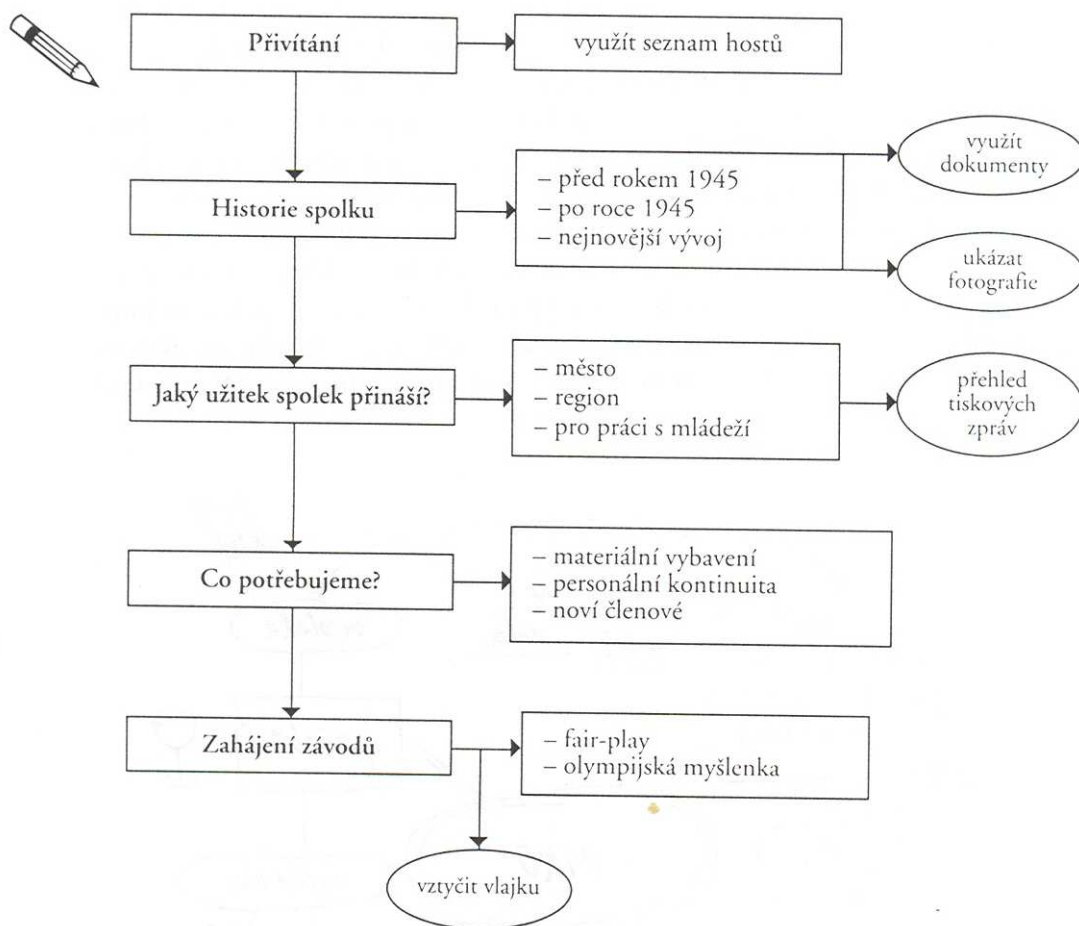 Přivítání
využít seznam hostů
Historie spolku
– před rokem 1945
– po roce 1945
– nejnovější vývoj
využít
dokumenty
ukázat
fotografie
Jaký užitek spolek přináší?
– město
– region
– pro práci s mládeží
přehled
tiskových
zpráv
Co potřebujeme?
– materiální vybavení
– personální kontinuita
– noví členové
Zahájení závodů
– fair-play
– olympijská myšlenka
vztyčit vlajku